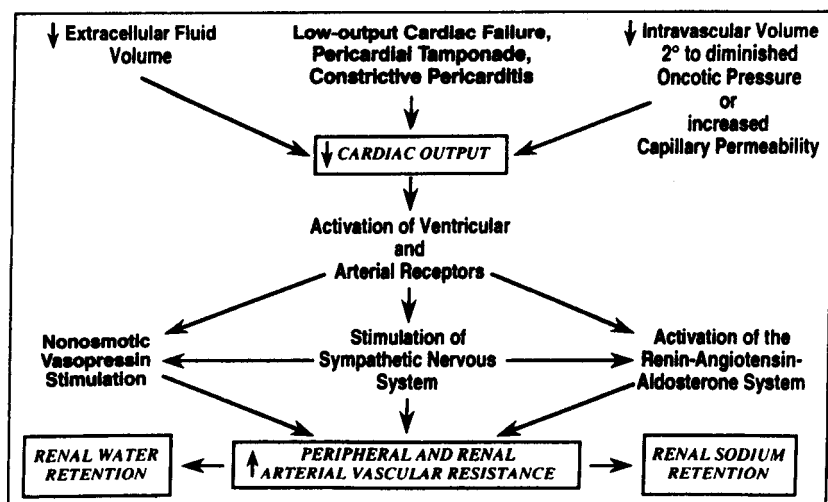 ↓ Extracellular Fluid
Volume
Low-output Cardiac Failure,
Pericardial Tamponade,
Constrictive Pericarditis
↓ Intravascular Volume
2° to diminished
Oncotic Pressure
or
increased
Capillary Permeability
↓ CARDIAC OUTPUT
Activation of Ventricular
and
Arterial Receptors
Nonosmotic
Vasopressin
Stimulation
Stimulation of
Sympathetic Nervous
System
Activation of the
Renin-Angiotensin-
Aldosterone System
RENAL WATER
RETENTION
↑ PERIPHERAL AND RENAL
ARTERIAL VASCULAR RESISTANCE
RENAL SODIUM
RETENTION